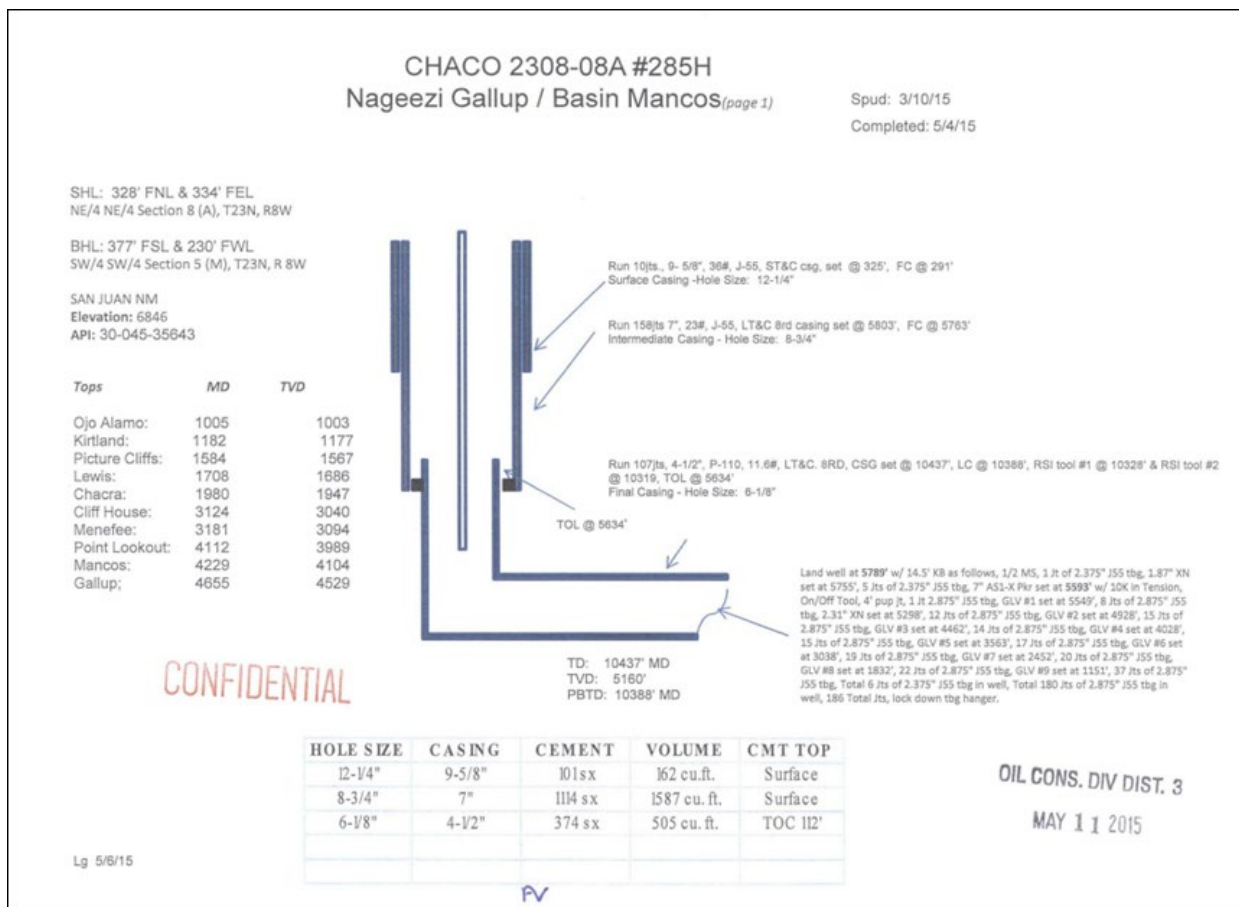 CHACO 2308-08A #285H
Nageezi Gallup / Basin Mancos(page 1)
Spud: 3/10/15
Completed: 5/4/15
SHL: 328' FNL & 334' FEL
NE/4 NE/4 Section 8 (A), T23N, R8W
BHL: 377' FSL & 230' FWL
SW/4 SW/4 Section 5 (M), T23N, R 8W
SAN JUAN NM
Elevation: 6846
API: 30-045-35643
Tops MD TVD
Ojo Alamo: 1005 1003
Kirtland: 1182 1177
Picture Cliffs: 1584 1567
Lewis: 1708 1686
Chacra: 1980 1947
Cliff House: 3124 3040
Menefee: 3181 3094
Point Lookout: 4112 3989
Mancos: 4229 4104
Gallup; 4655 4529
Run 10jts., 9- 5/8", 36#, J-55, ST&C csg, set @ 325', FC @ 291'
Surface Casing -Hole Size: 12-1/4"
Run 158jts 7", 23#, J-55, LT&C 8rd casing set @ 5803', FC @ 5763'
Intermediate Casing - Hole Size: 8-3/4"
Run 107jts, 4-1/2", P-110, 11.6#, LT&C. 8RD, CSG set @ 10437', LC @ 10388', RSI tool #1 @ 10328' & RSI tool #2
@ 10319, TOL @ 5634'
Final Casing - Hole Size: 6-1/8"
TOL @ 5634'
Land well at 5789' w/ 14.5' KB as follows, 1/2 MS, 1 Jt of 2.375" J55 tbg, 1.87" XN
set at 5755', 5 Jts of 2.375" J55 tbg, 7" AS1-X Pkr set at 5593' w/ 10K in Tension,
On/Off Tool, 4' pup jt, 1 Jt 2.875" J55 tbg, GLV #1 set at 5549', 8 Jts of 2.875" J55
tbg, 2.31" XN set at 5298', 12 Jts of 2.875" J55 tbg, GLV #2 set at 4928', 15 Jts of
2.875" J55 tbg, GLV #3 set at 4462', 14 Jts of 2.875" J55 tbg, GLV #4 set at 4028',
15 Jts of 2.875" J55 tbg, GLV #5 set at 3563', 17 Jts of 2.875" J55 tbg, GLV #6 set
at 3038', 19 Jts of 2.875" J55 tbg, GLV #7 set at 2452', 20 Jts of 2.875" J55 tbg,
GLV #8 set at 1832', 22 Jts of 2.875" J55 tbg, GLV #9 set at 1151', 37 Jts of 2.875"
J55 tbg, Total 6 Jts of 2.375" J55 tbg in well, Total 180 Jts of 2.875" J55 tbg in
well, 186 Total Jts, lock down tbg hanger.
TD: 10437' MD
TVD: 5160'
PBTD: 10388' MD
CONFIDENTIAL
HOLE SIZE CASING CEMENT VOLUME CMT TOP
12-1/4" 9-5/8" 101 sx 162 cu.ft. Surface
8-3/4" 7" 1114 sx 1587 cu. ft. Surface
6-1/8" 4-1/2" 374 sx 505 cu. ft. TOC 112'
OIL CONS. DIV DIST. 3
MAY 11 2015
Lg 5/6/15
PV